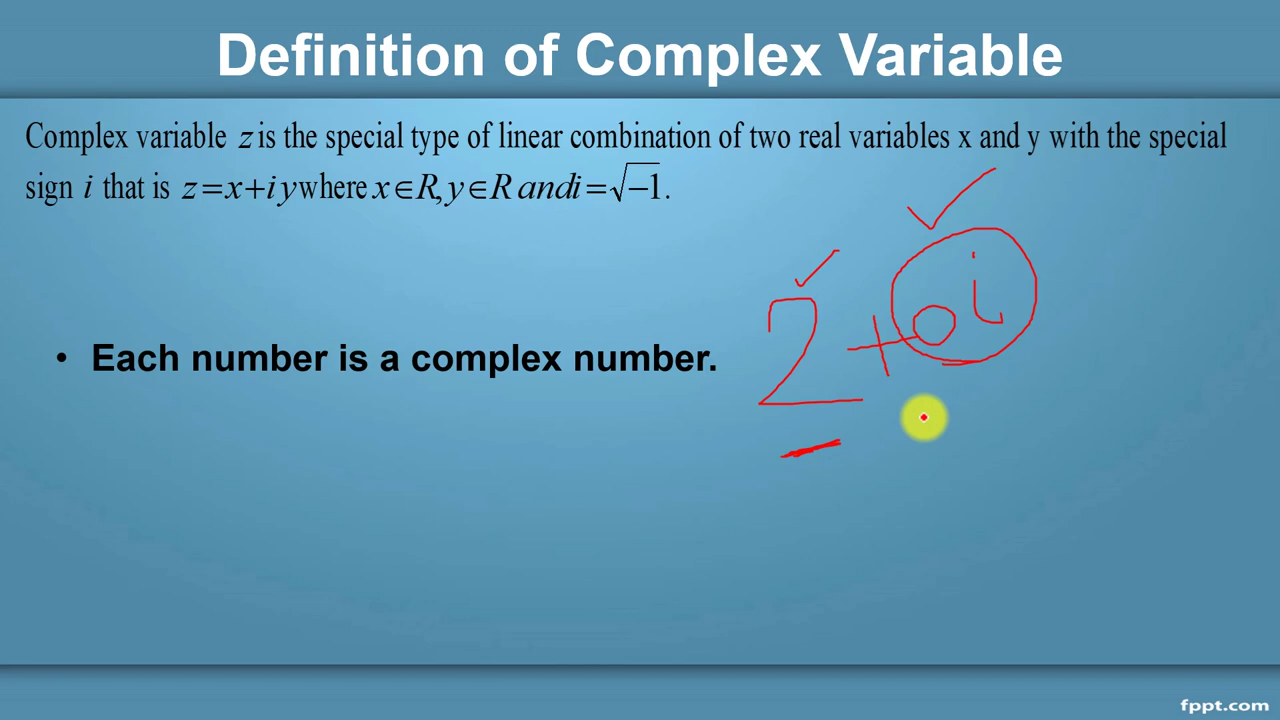 Definition of Complex Variable
Complex variable z is the special type of linear combination of two real variables x and y with the special
sign i that is z=x+iy where x∈R, y∈R and i=√−1.
• Each number is a complex number.
2+0i
fppt.com